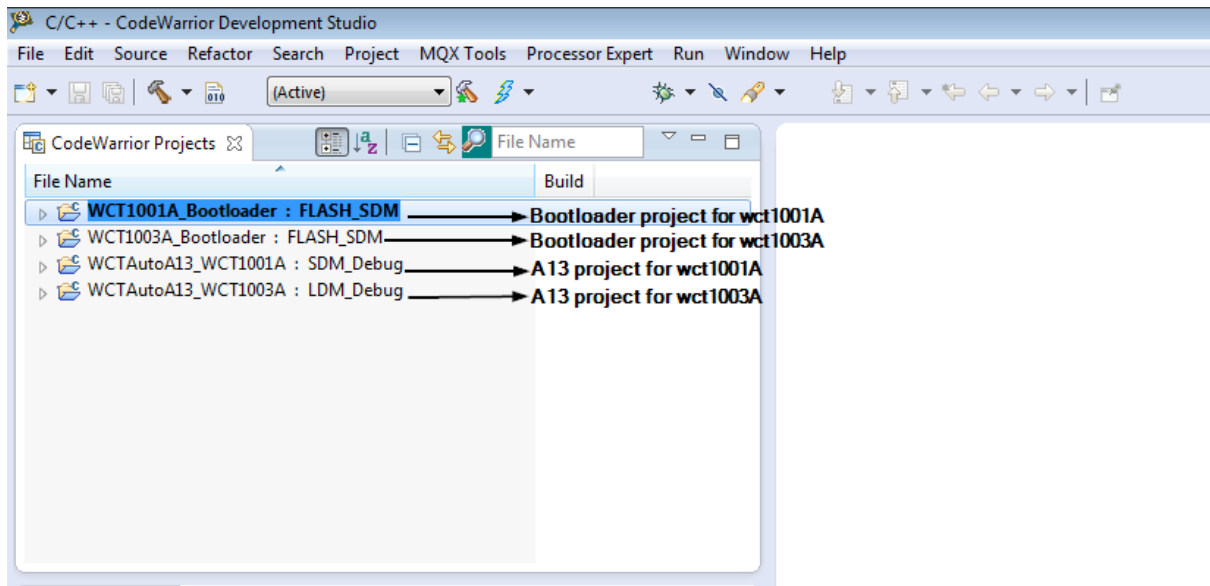 C/C++ - CodeWarrior Development Studio
File Edit Source Refactor Search Project MQX Tools Processor Expert Run Window Help
010 (Active)
CodeWarrior Projects a z File Name
File Name Build
WCT1001A_Bootloader : FLASH_SDM Bootloader project for wct1001A
WCT1003A_Bootloader : FLASH_SDM Bootloader project for wct1003A
WCTAutoA13_WCT1001A : SDM_Debug A13 project for wct1001A
WCTAutoA13_WCT1003A : LDM_Debug A13 project for wct1003A